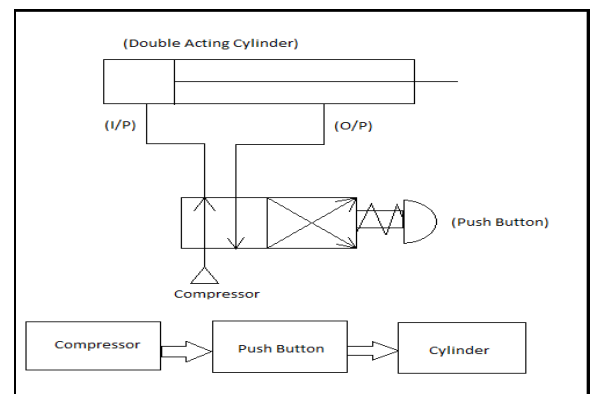 (Double Acting Cylinder)
(I/P)
(O/P)
(Push Button)
Compressor
Compressor
Push Button
Cylinder